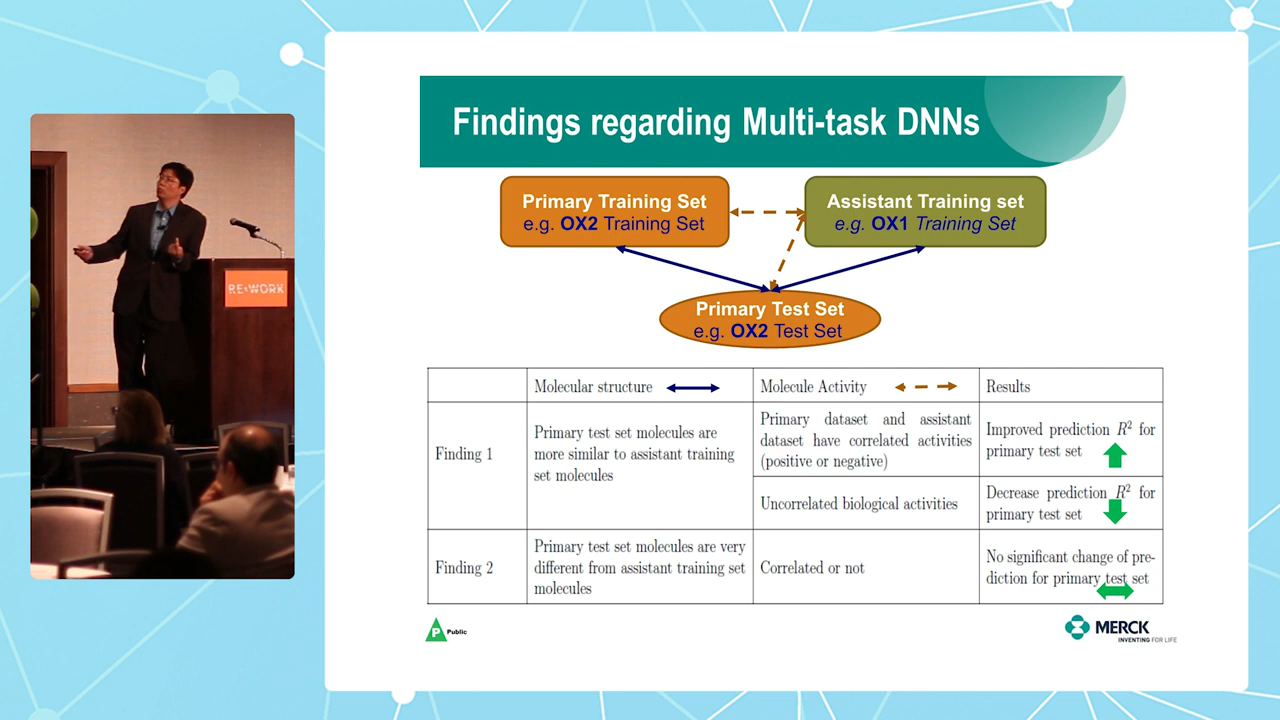 Findings regarding Multi-task DNNs
Primary Training Set
e.g. OX2 Training Set
Assistant Training set
e.g. OX1 Training Set
Primary Test Set
e.g. OX2 Test Set
RE•WORK
Molecular structure
Molecule Activity
Results
Finding 1
Primary test set molecules are
more similar to assistant training
set molecules
Primary dataset and assistant
dataset have correlated activities
(positive or negative)
Improved prediction R² for
primary test set
Uncorrelated biological activities
Decrease prediction R² for
primary test set
Finding 2
Primary test set molecules are very
different from assistant training set
molecules
Correlated or not
No significant change of pre-
diction for primary test set
P Public
MERCK
INVENTING FOR LIFE